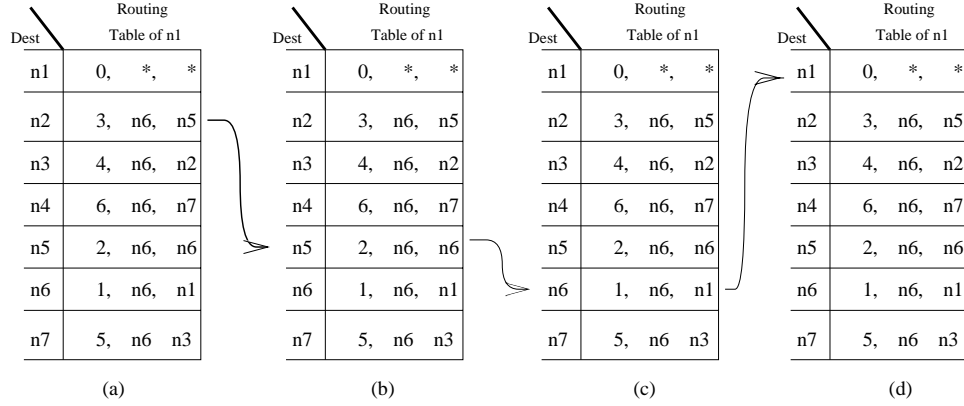 Routing
Dest Table of n1
n1 0, *, *
n2 3, n6, n5
n3 4, n6, n2
n4 6, n6, n7
n5 2, n6, n6
n6 1, n6, n1
n7 5, n6 n3
(a)
Routing
Dest Table of n1
n1 0, *, *
n2 3, n6, n5
n3 4, n6, n2
n4 6, n6, n7
n5 2, n6, n6
n6 1, n6, n1
n7 5, n6 n3
(b)
Routing
Dest Table of n1
n1 0, *, *
n2 3, n6, n5
n3 4, n6, n2
n4 6, n6, n7
n5 2, n6, n6
n6 1, n6, n1
n7 5, n6 n3
(c)
Routing
Dest Table of n1
n1 0, *, *
n2 3, n6, n5
n3 4, n6, n2
n4 6, n6, n7
n5 2, n6, n6
n6 1, n6, n1
n7 5, n6 n3
(d)